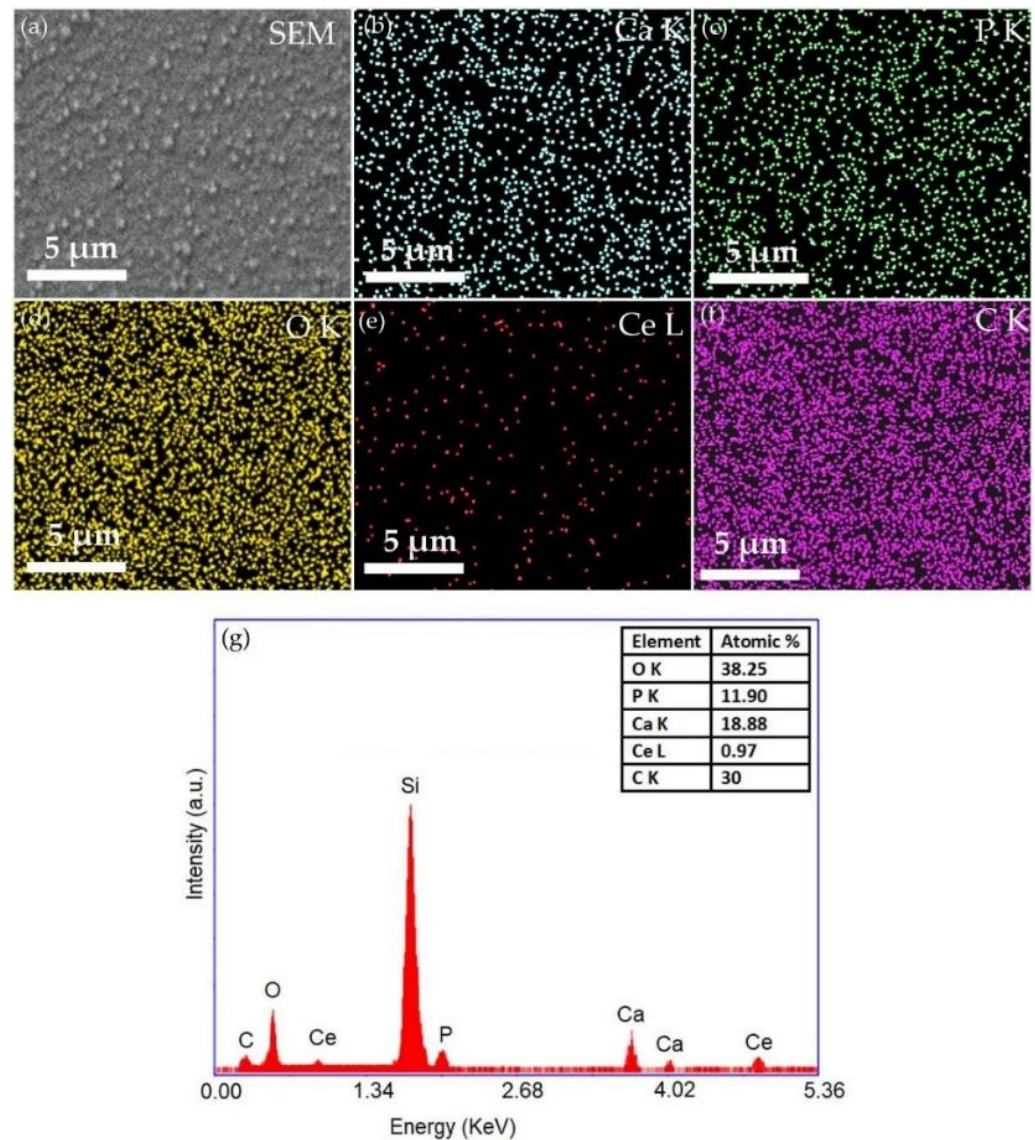 (a) SEM
(b) Ca K
(c) P K
5 μm
5 μm
5 μm
(d) O K
(e) Ce L
(f) C K
5 μm
5 μm
5 μm
(g)
Element Atomic %
O K 38.25
P K 11.90
Ca K 18.88
Ce L 0.97
C K 30
Intensity (a.u.)
Si
O
C
Ce
P
Ca
Ca
Ce
0.00 1.34 2.68 4.02 5.36
Energy (KeV)